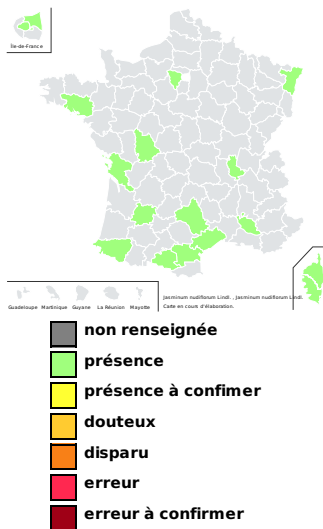 Île-de-France
Guadeloupe Martinique Guyane La Réunion Mayotte
Jasminum nudiflorum Lindl. , Jasminum nudiflorum Lindl.
Carte en cours d'élaboration.
non renseignée
présence
présence à confimer
douteux
disparu
erreur
erreur à confirmer